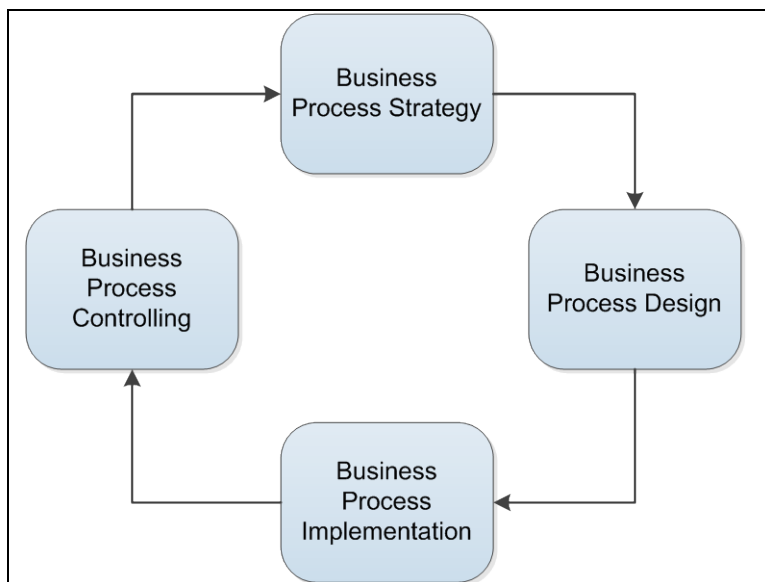 Business
Process Strategy
Business
Process Design
Business
Process
Implementation
Business
Process
Controlling